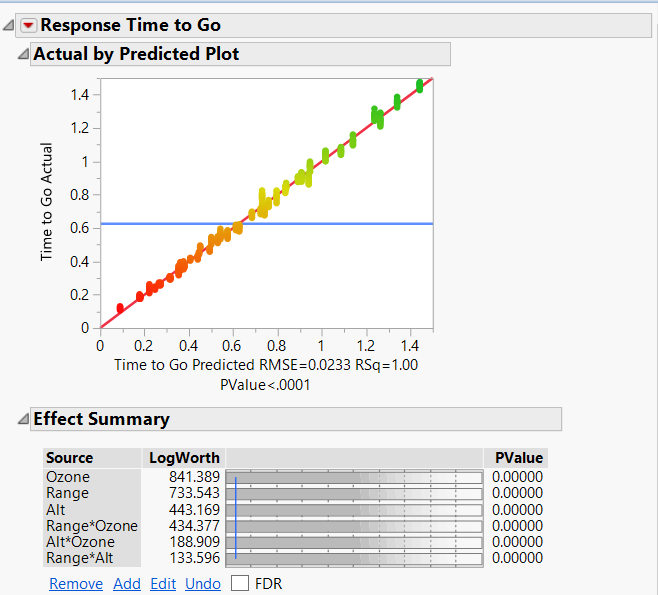 Response Time to Go
Actual by Predicted Plot
1.4
1.2
1
0.8
0.6
0.4
0.2
0
Time to Go Actual
0 0.2 0.4 0.6 0.8 1 1.2 1.4
Time to Go Predicted RMSE=0.0233 RSq=1.00
PValue<.0001
Effect Summary
Source LogWorth PValue
Ozone 841.389 0.00000
Range 733.543 0.00000
Alt 443.169 0.00000
Range*Ozone 434.377 0.00000
Alt*Ozone 188.909 0.00000
Range*Alt 133.596 0.00000
Remove Add Edit Undo FDR